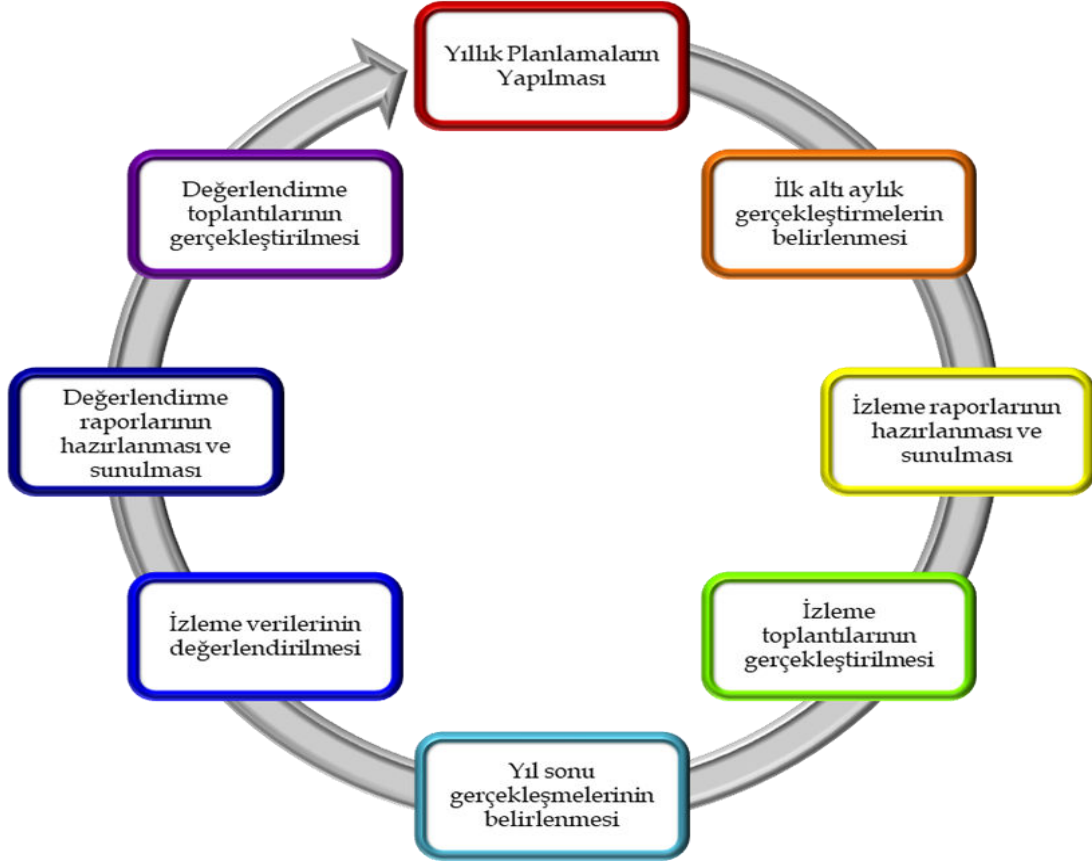 Yıllık Planlamaların
Yapılması
İlk altı aylık
gerçekleştirmelerin
belirlenmesi
İzleme raporlarının
hazırlanması ve
sunulması
İzleme
toplantılarının
gerçekleştirilmesi
Yıl sonu
gerçekleşmelerinin
belirlenmesi
İzleme verilerinin
değerlendirilmesi
Değerlendirme
raporlarının
hazırlanması ve
sunulması
Değerlendirme
toplantılarının
gerçekleştirilmesi